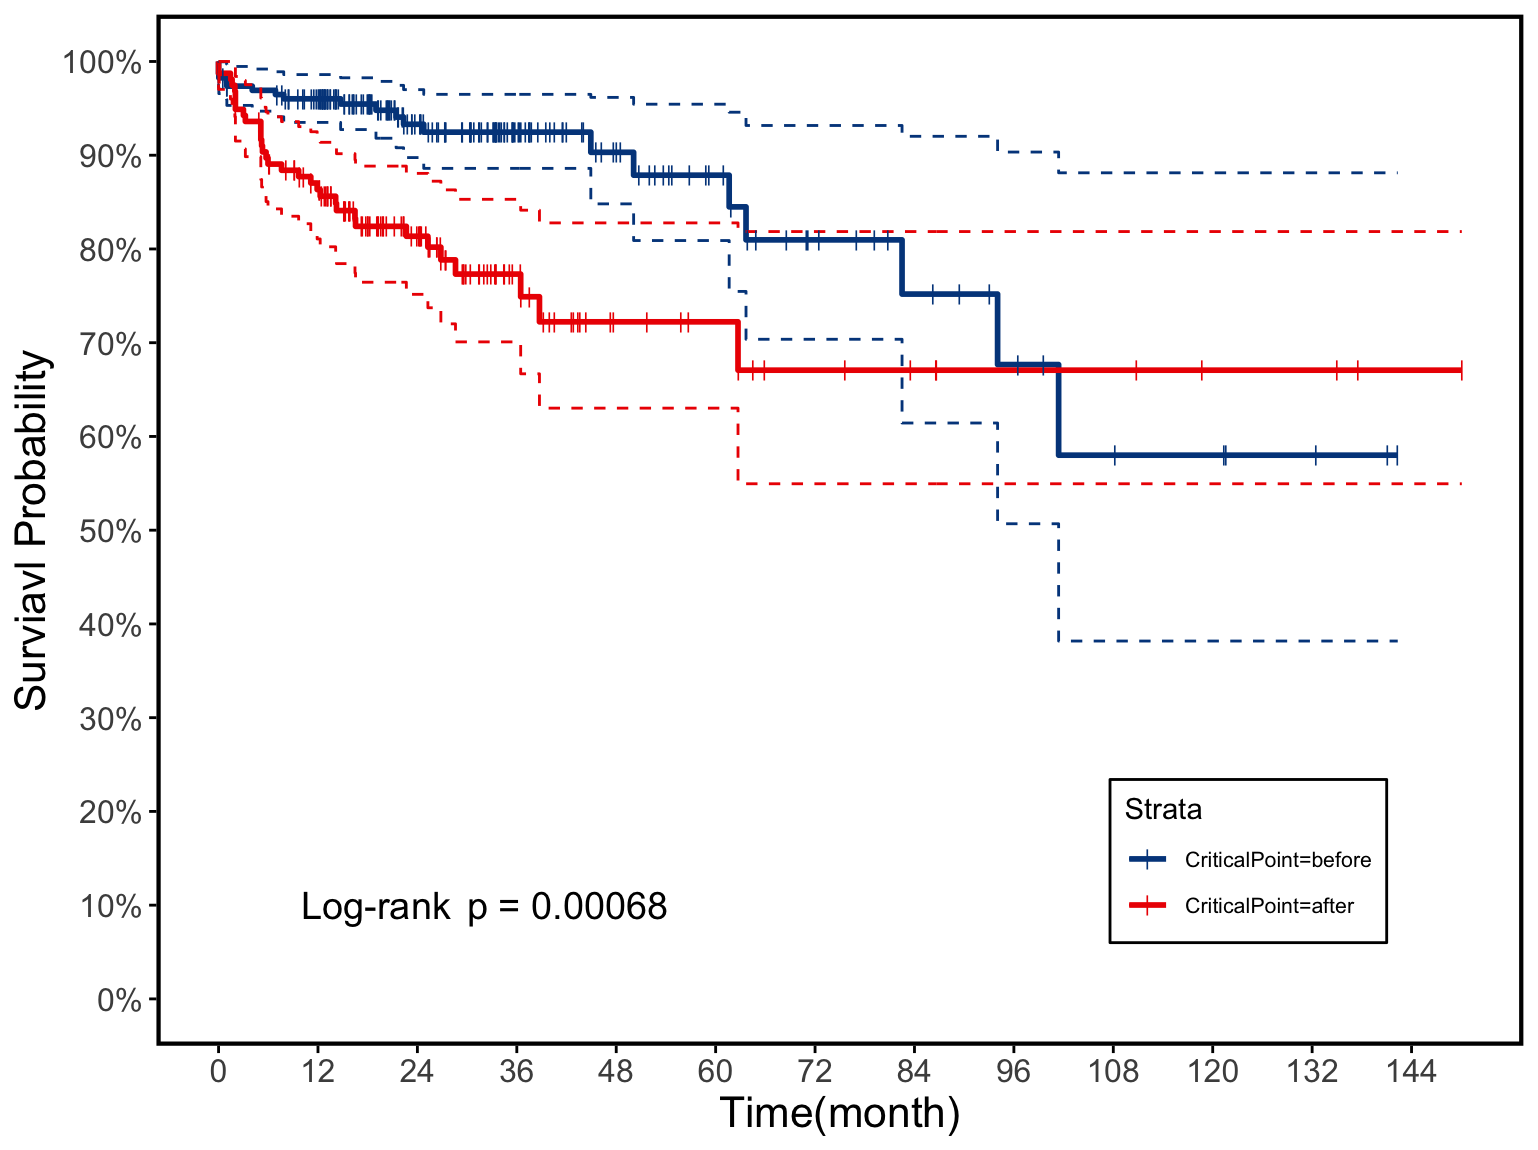 Surviavl Probability
100%
90%
80%
70%
60%
50%
40%
30%
20%
10%
0%
Log-rank p = 0.00068
Strata
CriticalPoint=before
CriticalPoint=after
0 12 24 36 48 60 72 84 96 108 120 132 144
Time(month)